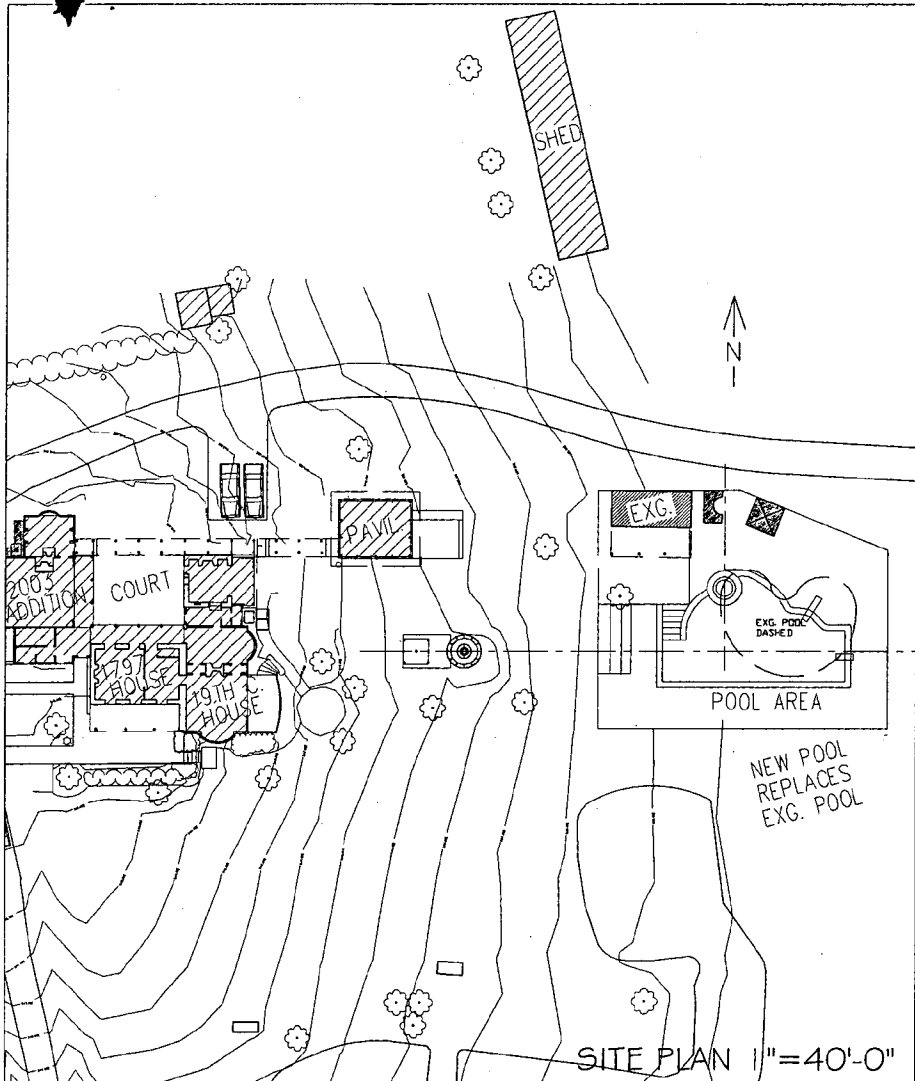 SHED
N
EXG.
PAVIL.
2003
ADDITION
COURT
EXG. POOL
DASHED
1797
HOUSE
19TH C.
HOUSE
POOL AREA
NEW POOL
REPLACES
EXG. POOL
SITE PLAN 1"=40'-0"